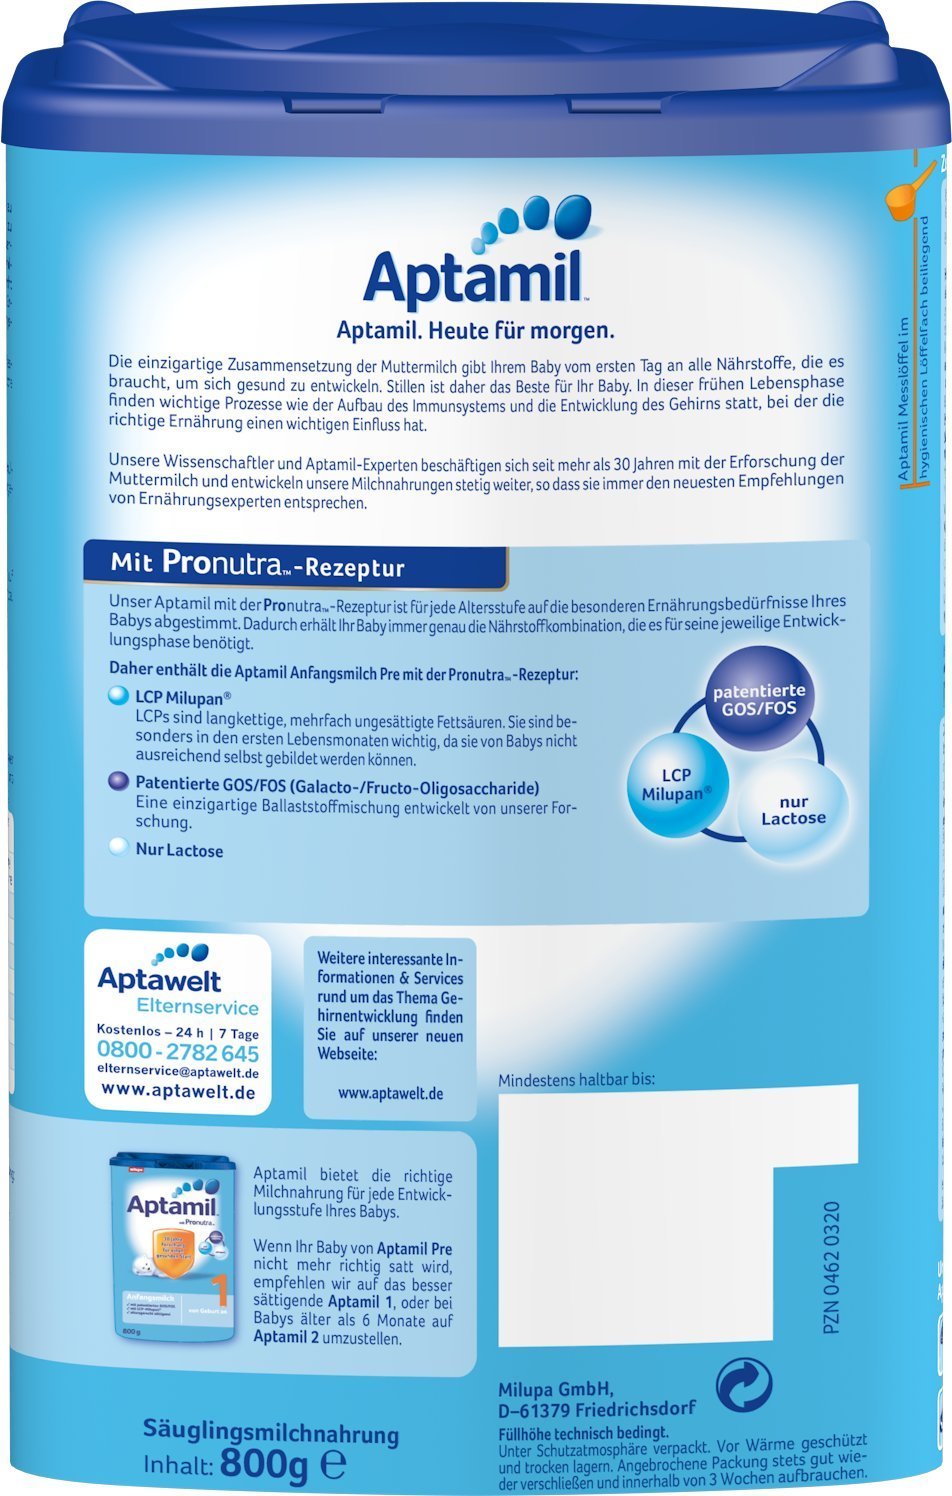 Aptamil
Aptamil. Heute für morgen.
Die einzigartige Zusammensetzung der Muttermilch gibt Ihrem Baby vom ersten Tag an alle Nährstoffe, die es
braucht, um sich gesund zu entwickeln. Stillen ist daher das Beste für Ihr Baby. In dieser frühen Lebensphase
finden wichtige Prozesse wie der Aufbau des Immunsystems und die Entwicklung des Gehirns statt, bei der die
richtige Ernährung einen wichtigen Einfluss hat.
Unsere Wissenschaftler und Aptamil-Experten beschäftigen sich seit mehr als 30 Jahren mit der Erforschung der
Muttermilch und entwickeln unsere Milchnahrungen stetig weiter, so dass sie immer den neuesten Empfehlungen
von Ernährungsexperten entsprechen.
Aptamil Messlöffel im
hygienischen Löffelfach beiliegend
Mit Pronutra™-Rezeptur
Unser Aptamil mit der Pronutra™-Rezeptur ist für jede Altersstufe auf die besonderen Ernährungsbedürfnisse Ihres
Babys abgestimmt. Dadurch erhält Ihr Baby immer genau die Nährstoffkombination, die es für seine jeweilige Entwick-
lungsphase benötigt.
Daher enthält die Aptamil Anfangsmilch Pre mit der Pronutra™-Rezeptur:
LCP Milupan®
LCPs sind langkettige, mehrfach ungesättigte Fettsäuren. Sie sind be-
sonders in den ersten Lebensmonaten wichtig, da sie von Babys nicht
ausreichend selbst gebildet werden können.
Patentierte GOS/FOS (Galacto-/Fructo-Oligosaccharide)
Eine einzigartige Ballaststoffmischung entwickelt von unserer For-
schung.
Nur Lactose
patentierte
GOS/FOS
LCP
Milupan®
nur
Lactose
Aptawelt
Elternservice
Kostenlos – 24 h | 7 Tage
0800 - 2782 645
elternservice@aptawelt.de
www.aptawelt.de
Weitere interessante In-
formationen & Services
rund um das Thema Ge-
hirnentwicklung finden
Sie auf unserer neuen
Webseite:
www.aptawelt.de
Mindestens haltbar bis:
PZN 0462 0320
Aptamil
mit Pronutra™
30 Jahre
Forschung
für einen
gesunden Start
1
Anfangsmilch
von Geburt an
800 g
Aptamil bietet die richtige
Milchnahrung für jede Entwick-
lungsstufe Ihres Babys.
Wenn Ihr Baby von Aptamil Pre
nicht mehr richtig satt wird,
empfehlen wir auf das besser
sättigende Aptamil 1, oder bei
Babys älter als 6 Monate auf
Aptamil 2 umzustellen.
Säuglingsmilchnahrung
Inhalt: 800g ℮
Milupa GmbH,
D–61379 Friedrichsdorf
Füllhöhe technisch bedingt.
Unter Schutzatmosphäre verpackt. Vor Wärme geschützt
und trocken lagern. Angebrochene Packung stets gut wie-
der verschließen und innerhalb von 3 Wochen aufbrauchen.